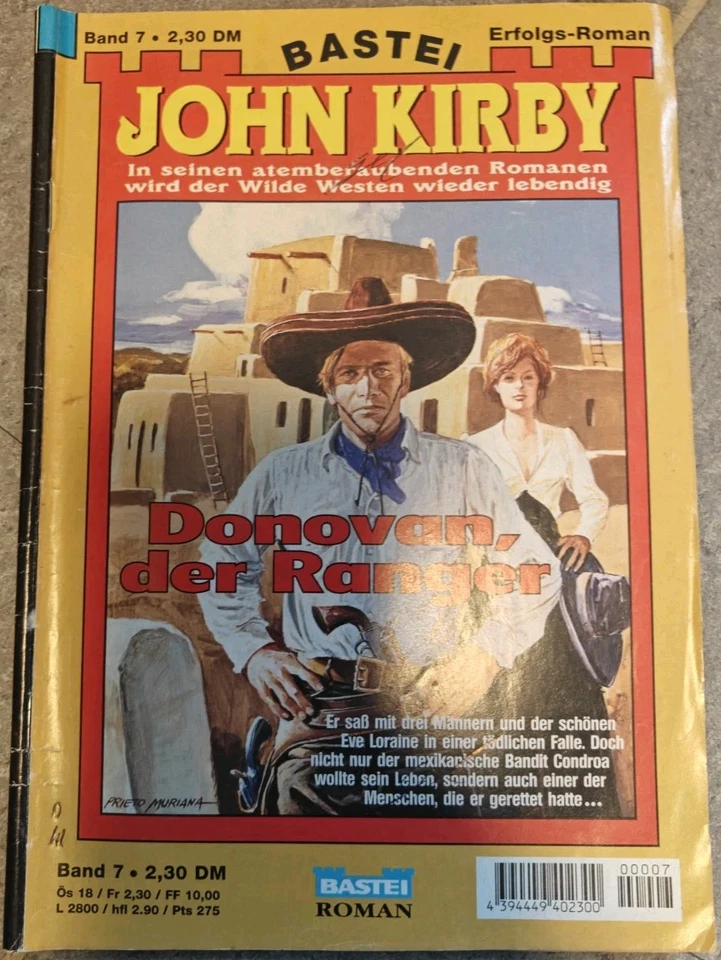 Band 7 • 2,30 DM
BASTEI
Erfolgs-Roman
JOHN KIRBY
In seinen atemberaubenden Romanen
wird der Wilde Westen wieder lebendig
Donovan,
der Ranger
Er saß mit drei Männern und der schönen
Eve Loraine in einer tödlichen Falle. Doch
nicht nur der mexikanische Bandit Condroa
wollte sein Leben, sondern auch einer der
Menschen, die er gerettet hatte...
PRIETO MURIANA
Band 7 • 2,30 DM
Ös 18 / Fr 2,30 / FF 10,00
L 2800 / hfl 2.90 / Pts 275
BASTEI
ROMAN
00007
4 394449 402300